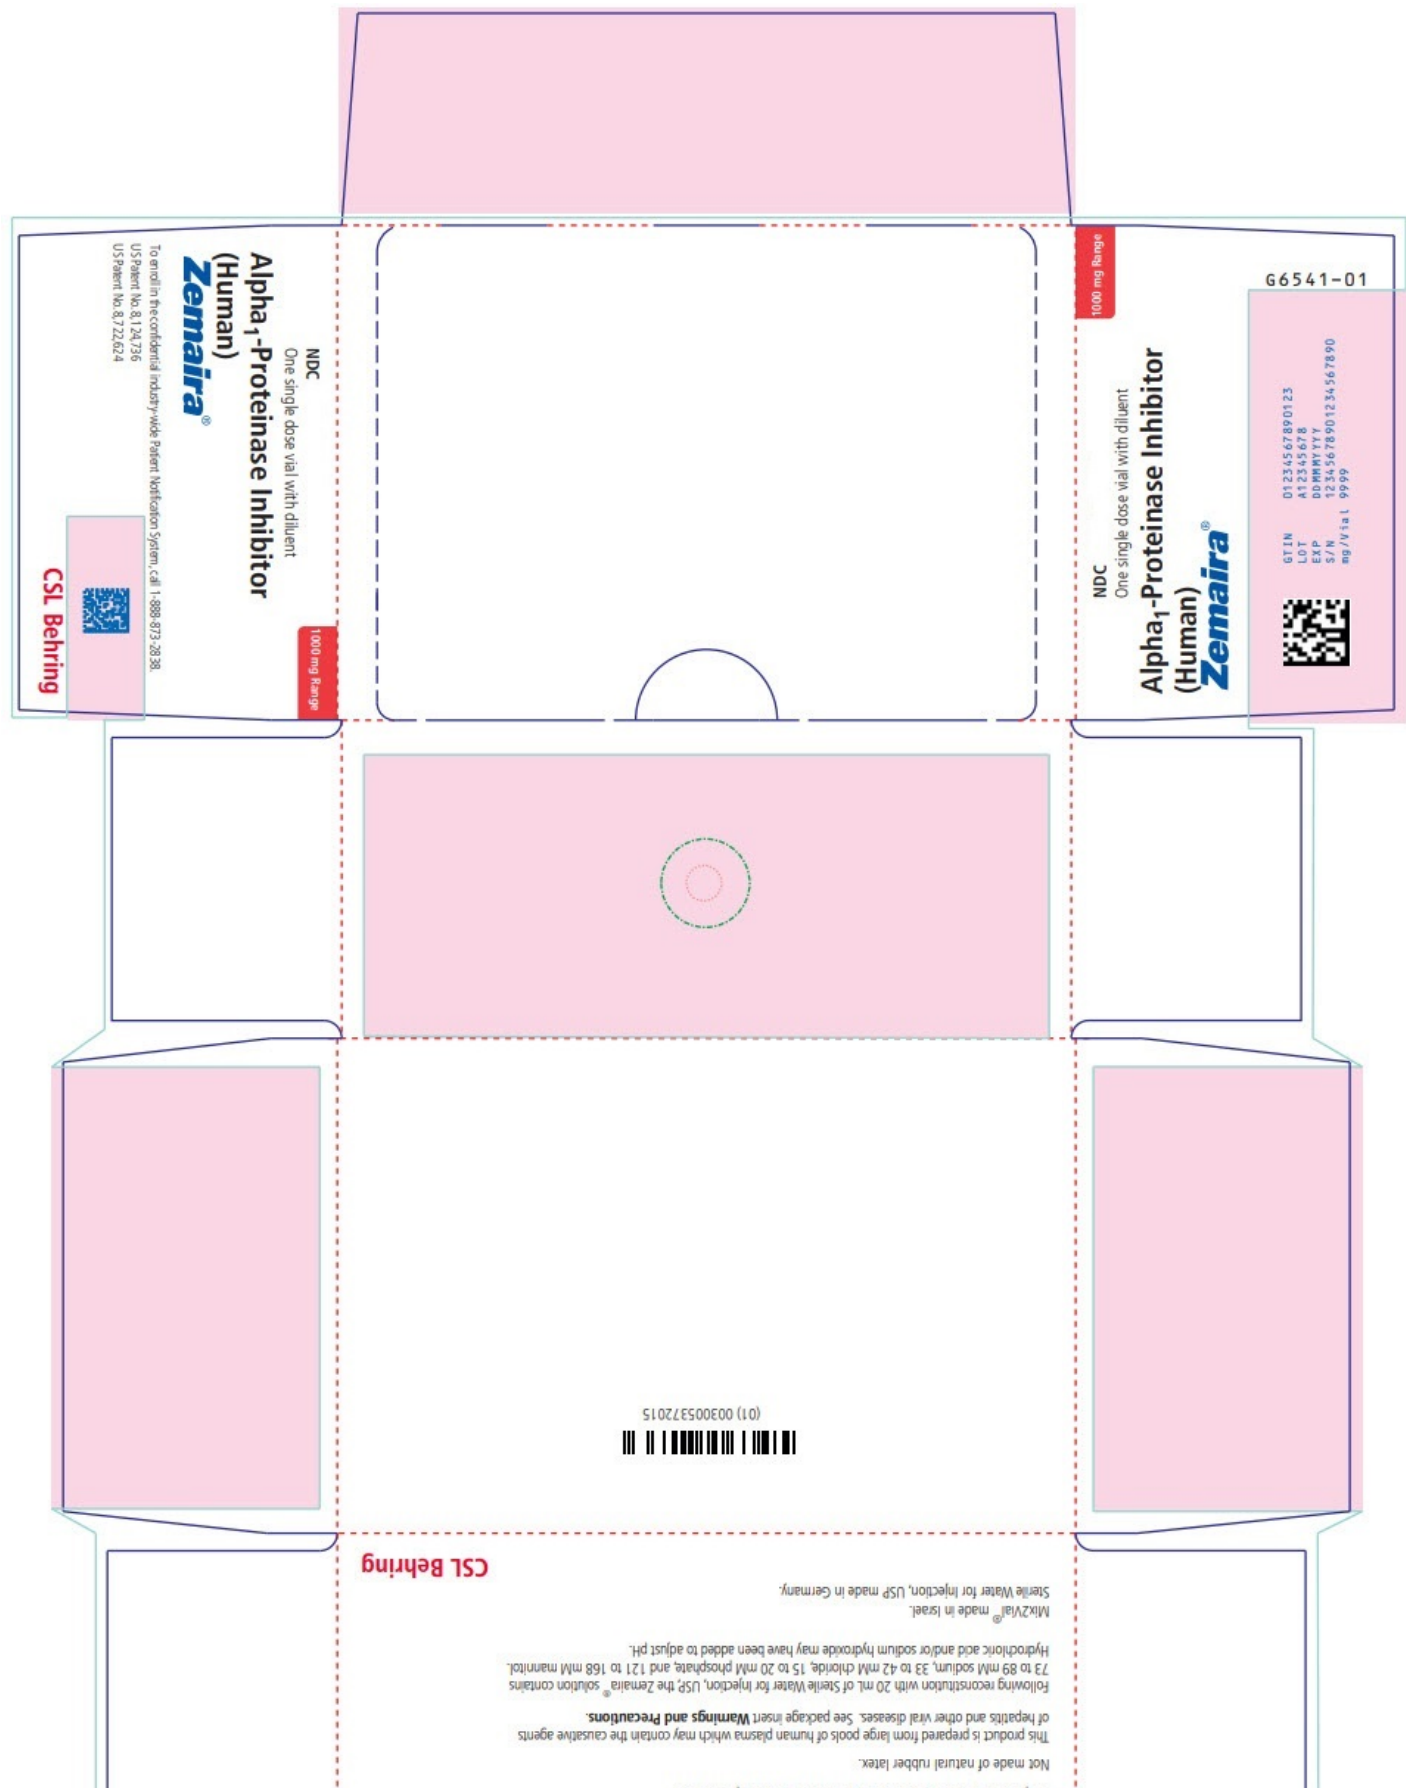 NDC
One single dose vial with diluent
Alpha1-Proteinase Inhibitor
(Human)
Zemaira®
To enroll in the confidential industry-wide Patient Notification System, call 1-888-873-2838.
US Patent No. 8,124,736
US Patent No. 8,722,624
1000 mg Range
CSL Behring
1000 mg Range
G6541-01
NDC
One single dose vial with diluent
Alpha1-Proteinase Inhibitor
(Human)
Zemaira®
GTIN 01234567890123
LOT A12345678
EXP DDMMMYYYY
S/N 12345678901234567890
mg/Vial 9999
Not made of natural rubber latex.
This product is prepared from large pools of human plasma which may contain the causative agents
of hepatitis and other viral diseases. See package insert Warnings and Precautions.
Following reconstitution with 20 mL of Sterile Water for Injection, USP, the Zemaira® solution contains
73 to 89 mM sodium, 33 to 42 mM chloride, 15 to 20 mM phosphate, and 121 to 168 mM mannitol.
Hydrochloric acid and/or sodium hydroxide may have been added to adjust pH.
Mix2Vial® made in Israel.
Sterile Water for Injection, USP made in Germany.
CSL Behring
(01) 003005372015